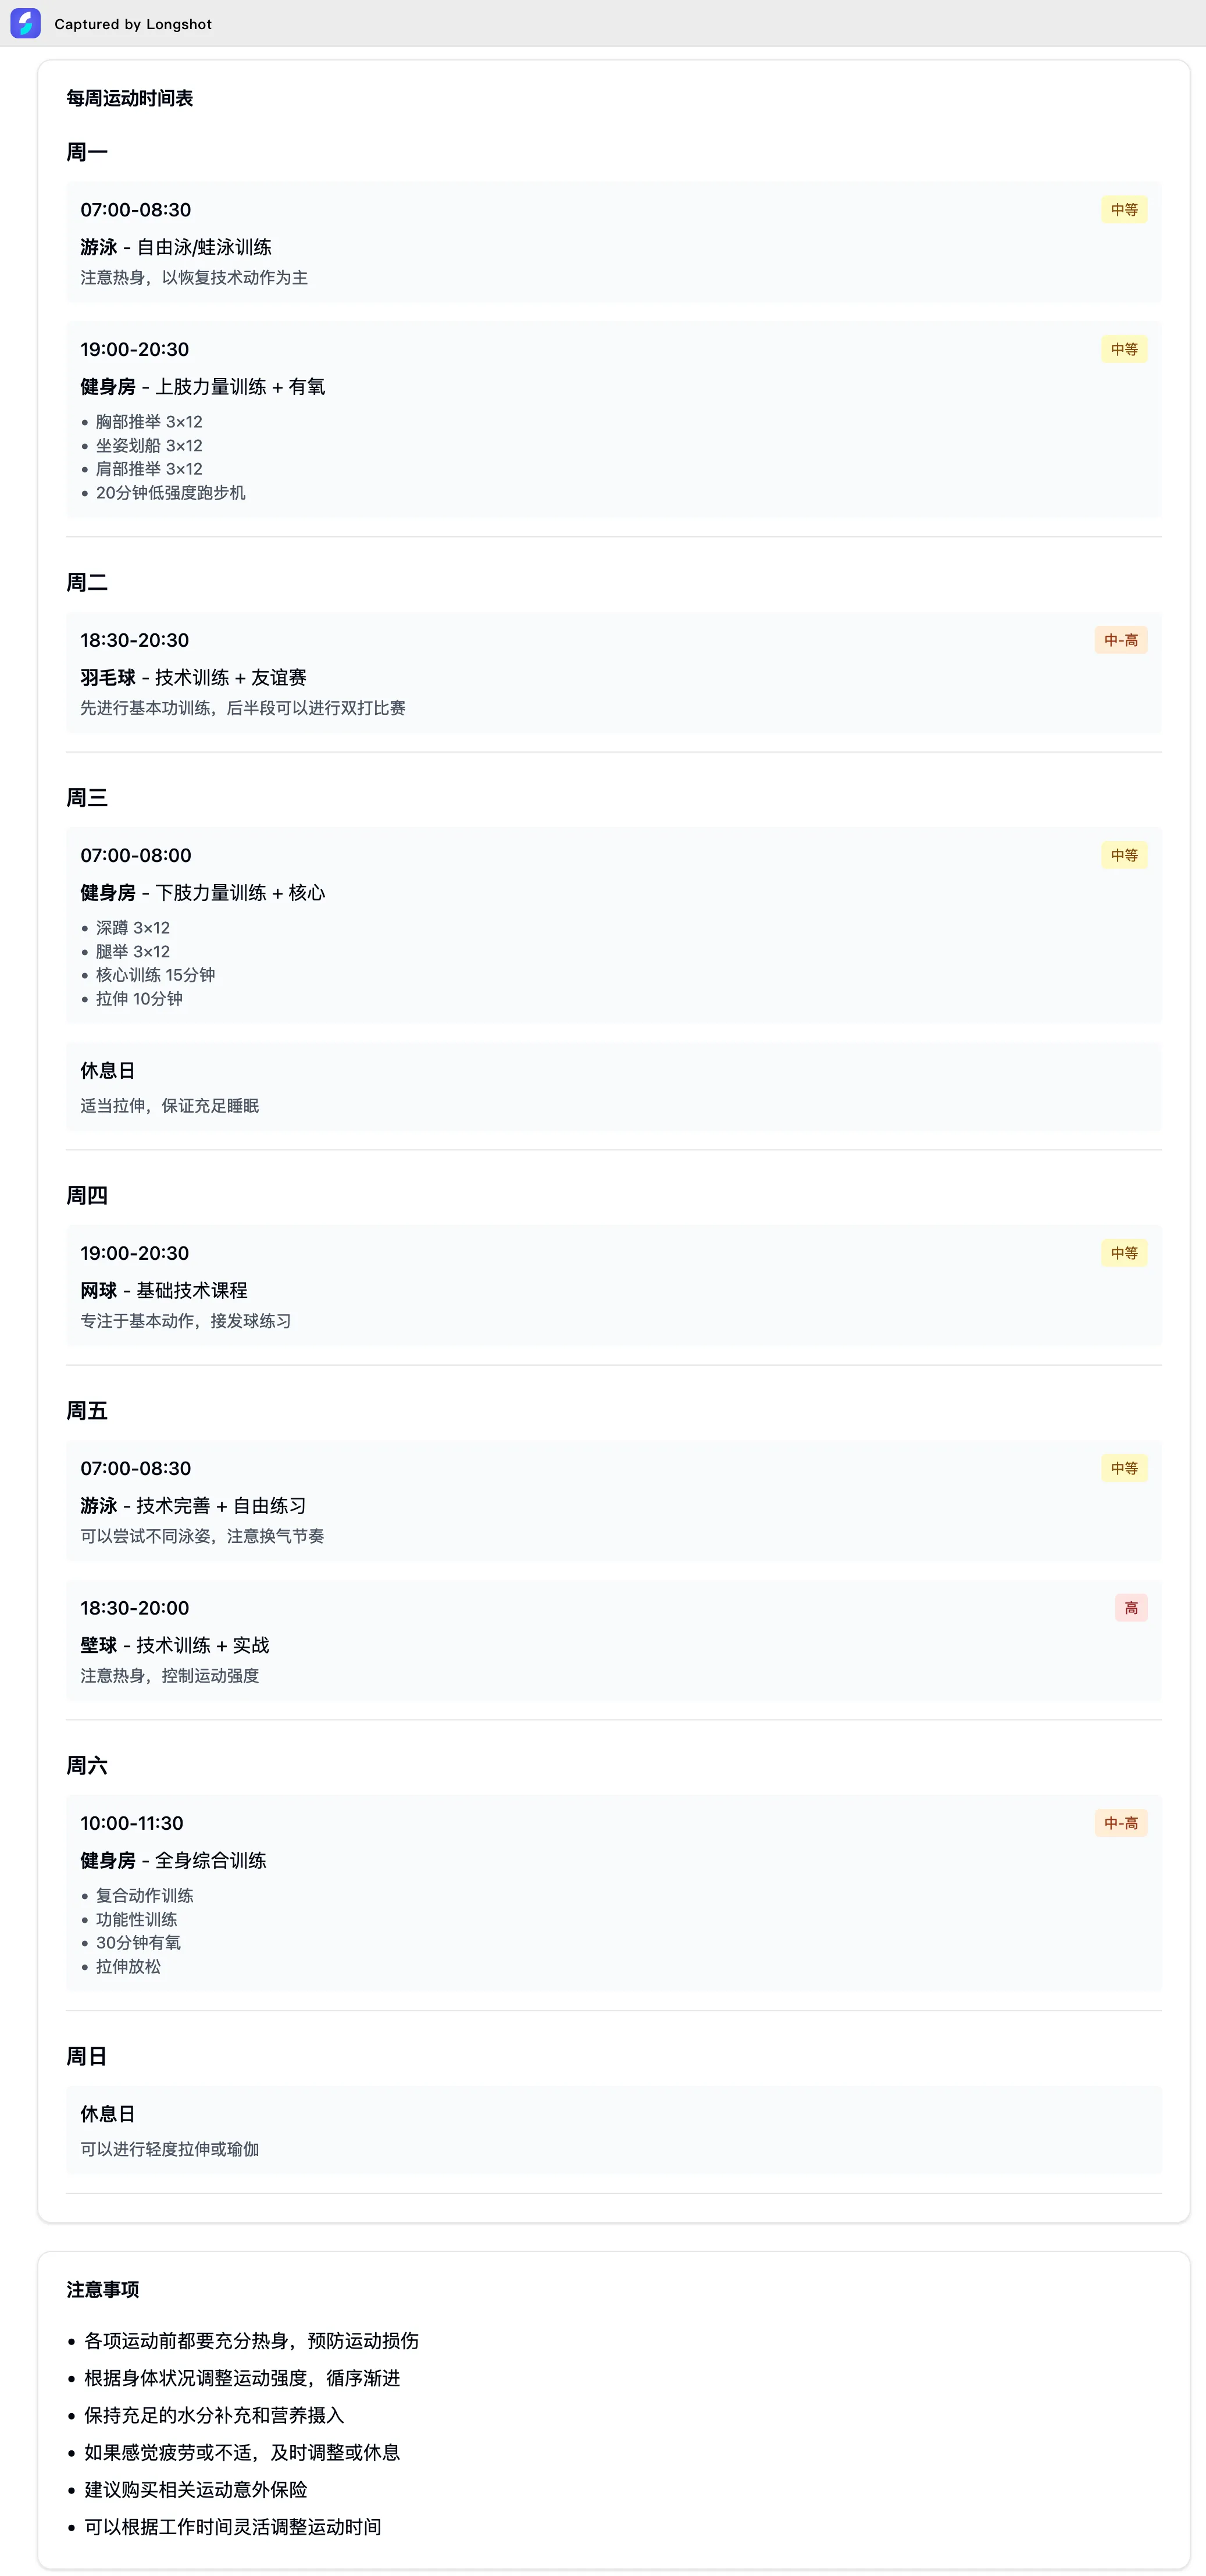 Captured by Longshot
每周运动时间表
周一
07:00-08:30
中等
游泳 - 自由泳/蛙泳训练
注意热身，以恢复技术动作为主
19:00-20:30
中等
健身房 - 上肢力量训练 + 有氧
• 胸部推举 3×12
• 坐姿划船 3×12
• 肩部推举 3×12
• 20分钟低强度跑步机
周二
18:30-20:30
中-高
羽毛球 - 技术训练 + 友谊赛
先进行基本功训练，后半段可以进行双打比赛
周三
07:00-08:00
中等
健身房 - 下肢力量训练 + 核心
• 深蹲 3×12
• 腿举 3×12
• 核心训练 15分钟
• 拉伸 10分钟
休息日
适当拉伸，保证充足睡眠
周四
19:00-20:30
中等
网球 - 基础技术课程
专注于基本动作，接发球练习
周五
07:00-08:30
中等
游泳 - 技术完善 + 自由练习
可以尝试不同泳姿，注意换气节奏
18:30-20:00
高
壁球 - 技术训练 + 实战
注意热身，控制运动强度
周六
10:00-11:30
中-高
健身房 - 全身综合训练
• 复合动作训练
• 功能性训练
• 30分钟有氧
• 拉伸放松
周日
休息日
可以进行轻度拉伸或瑜伽
注意事项
• 各项运动前都要充分热身，预防运动损伤
• 根据身体状况调整运动强度，循序渐进
• 保持充足的水分补充和营养摄入
• 如果感觉疲劳或不适，及时调整或休息
• 建议购买相关运动意外保险
• 可以根据工作时间灵活调整运动时间